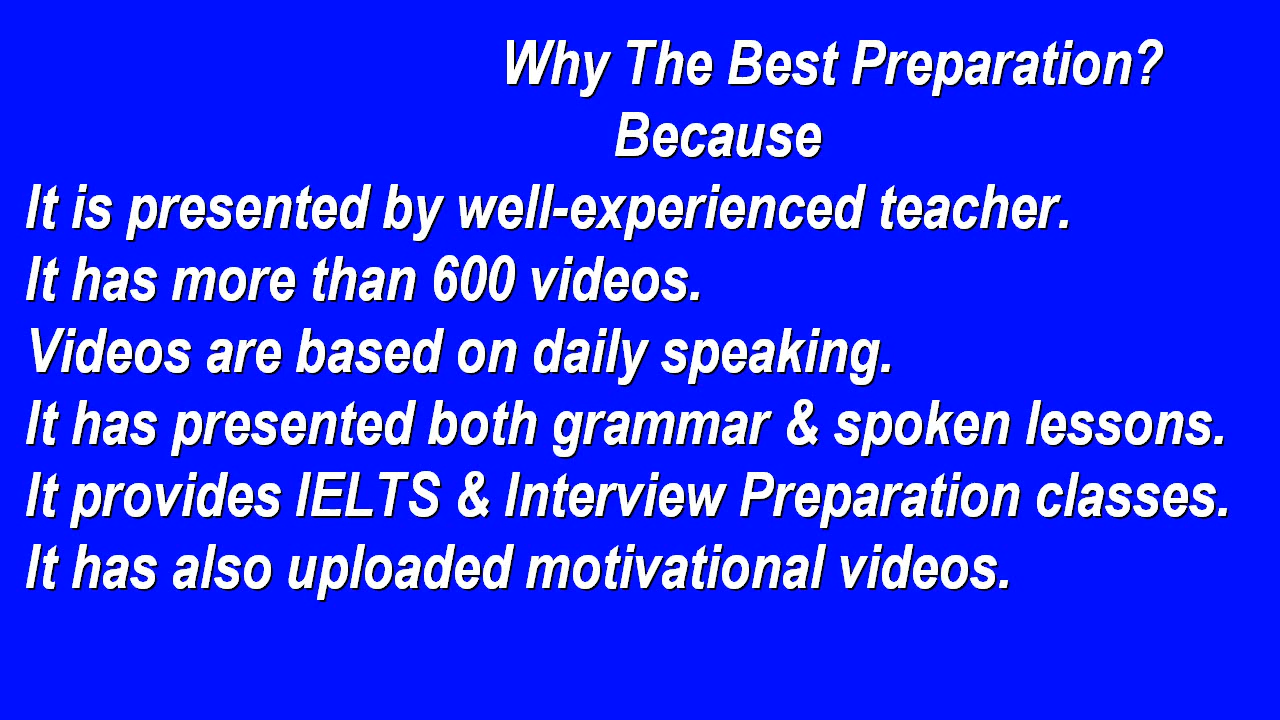 Why The Best Preparation?
Because
It is presented by well-experienced teacher.
It has more than 600 videos.
Videos are based on daily speaking.
It has presented both grammar & spoken lessons.
It provides IELTS & Interview Preparation classes.
It has also uploaded motivational videos.